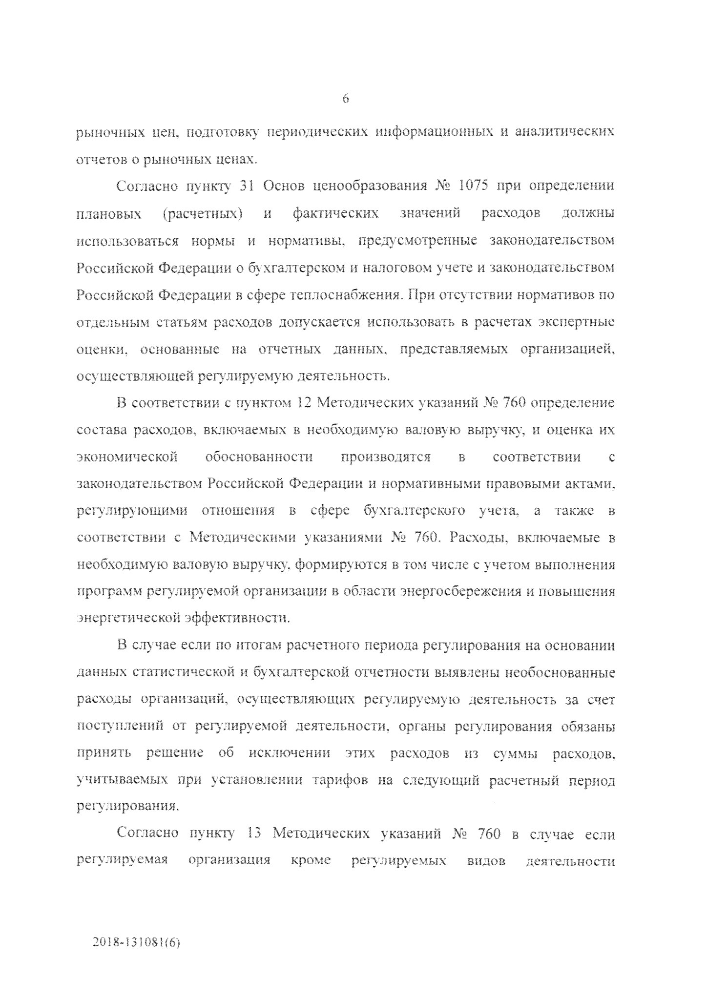 6
рыночных цен, подготовку периодических информационных и аналитических
отчетов о рыночных ценах.
Согласно пункту 31 Основ ценообразования № 1075 при определении
плановых (расчетных) и фактических значений расходов должны
использоваться нормы и нормативы, предусмотренные законодательством
Российской Федерации о бухгалтерском и налоговом учете и законодательством
Российской Федерации в сфере теплоснабжения. При отсутствии нормативов по
отдельным статьям расходов допускается использовать в расчетах экспертные
оценки, основанные на отчетных данных, представляемых организацией,
осуществляющей регулируемую деятельность.
В соответствии с пунктом 12 Методических указаний № 760 определение
состава расходов, включаемых в необходимую валовую выручку, и оценка их
экономической обоснованности производятся в соответствии с
законодательством Российской Федерации и нормативными правовыми актами,
регулирующими отношения в сфере бухгалтерского учета, а также в
соответствии с Методическими указаниями № 760. Расходы, включаемые в
необходимую валовую выручку, формируются в том числе с учетом выполнения
программ регулируемой организации в области энергосбережения и повышения
энергетической эффективности.
В случае если по итогам расчетного периода регулирования на основании
данных статистической и бухгалтерской отчетности выявлены необоснованные
расходы организаций, осуществляющих регулируемую деятельность за счет
поступлений от регулируемой деятельности, органы регулирования обязаны
принять решение об исключении этих расходов из суммы расходов,
учитываемых при установлении тарифов на следующий расчетный период
регулирования.
Согласно пункту 13 Методических указаний № 760 в случае если
регулируемая организация кроме регулируемых видов деятельности
2018-131081(6)